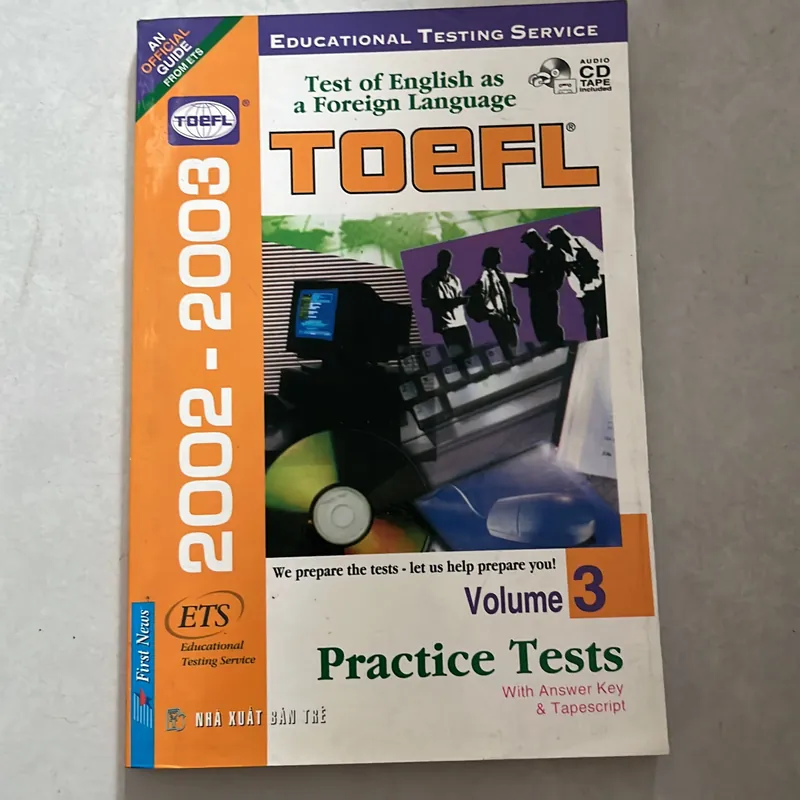 AN
OFFICIAL
GUIDE
FROM ETS
EDUCATIONAL TESTING SERVICE
Test of English as
a Foreign Language
AUDIO
CD
TAPE
Included
TOEFL®
TOEFL®
2002 - 2003
We prepare the tests - let us help prepare you!
Volume 3
ETS
Educational
Testing Service
Practice Tests
With Answer Key
& Tapescript
First News
NHÀ XUẤT BẢN TRẺ